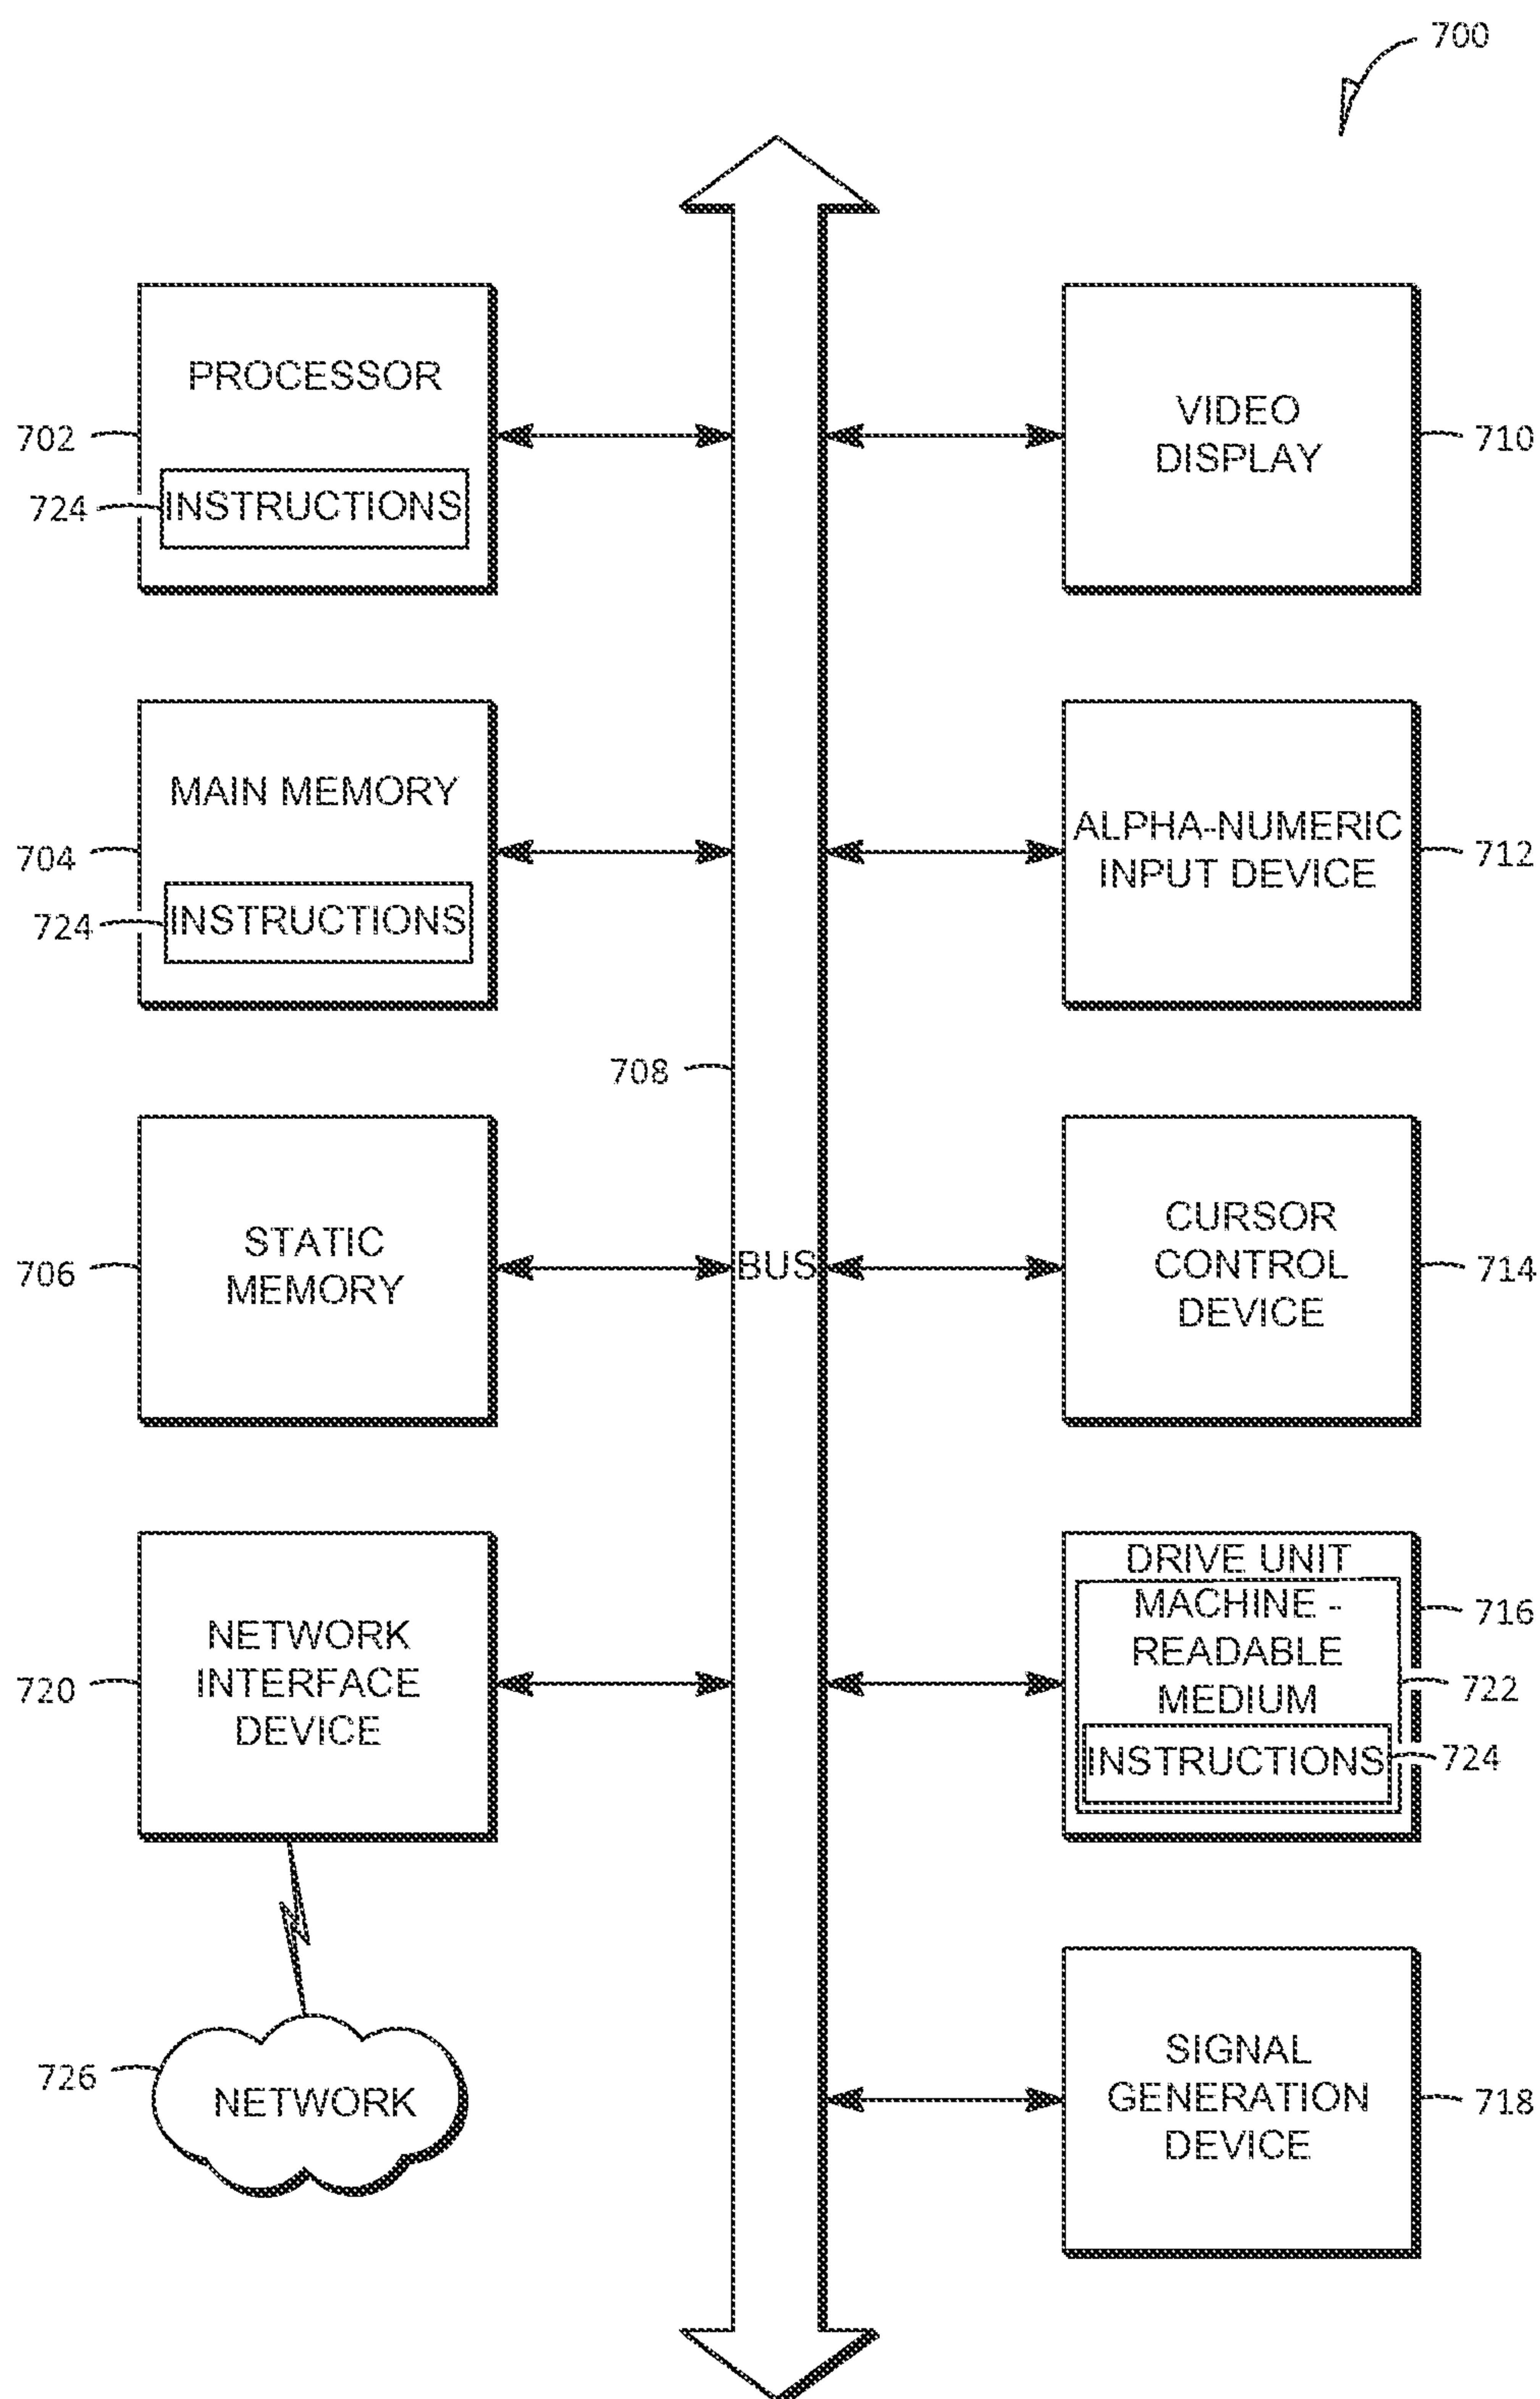 700
PROCESSOR
702
724
INSTRUCTIONS
VIDEO
DISPLAY
710
MAIN MEMORY
704
724
INSTRUCTIONS
ALPHA-NUMERIC
INPUT DEVICE
712
708
STATIC
MEMORY
706
BUS
CURSOR
CONTROL
DEVICE
714
NETWORK
INTERFACE
DEVICE
720
DRIVE UNIT
716
MACHINE -
READABLE
MEDIUM
722
INSTRUCTIONS
724
726
NETWORK
SIGNAL
GENERATION
DEVICE
718